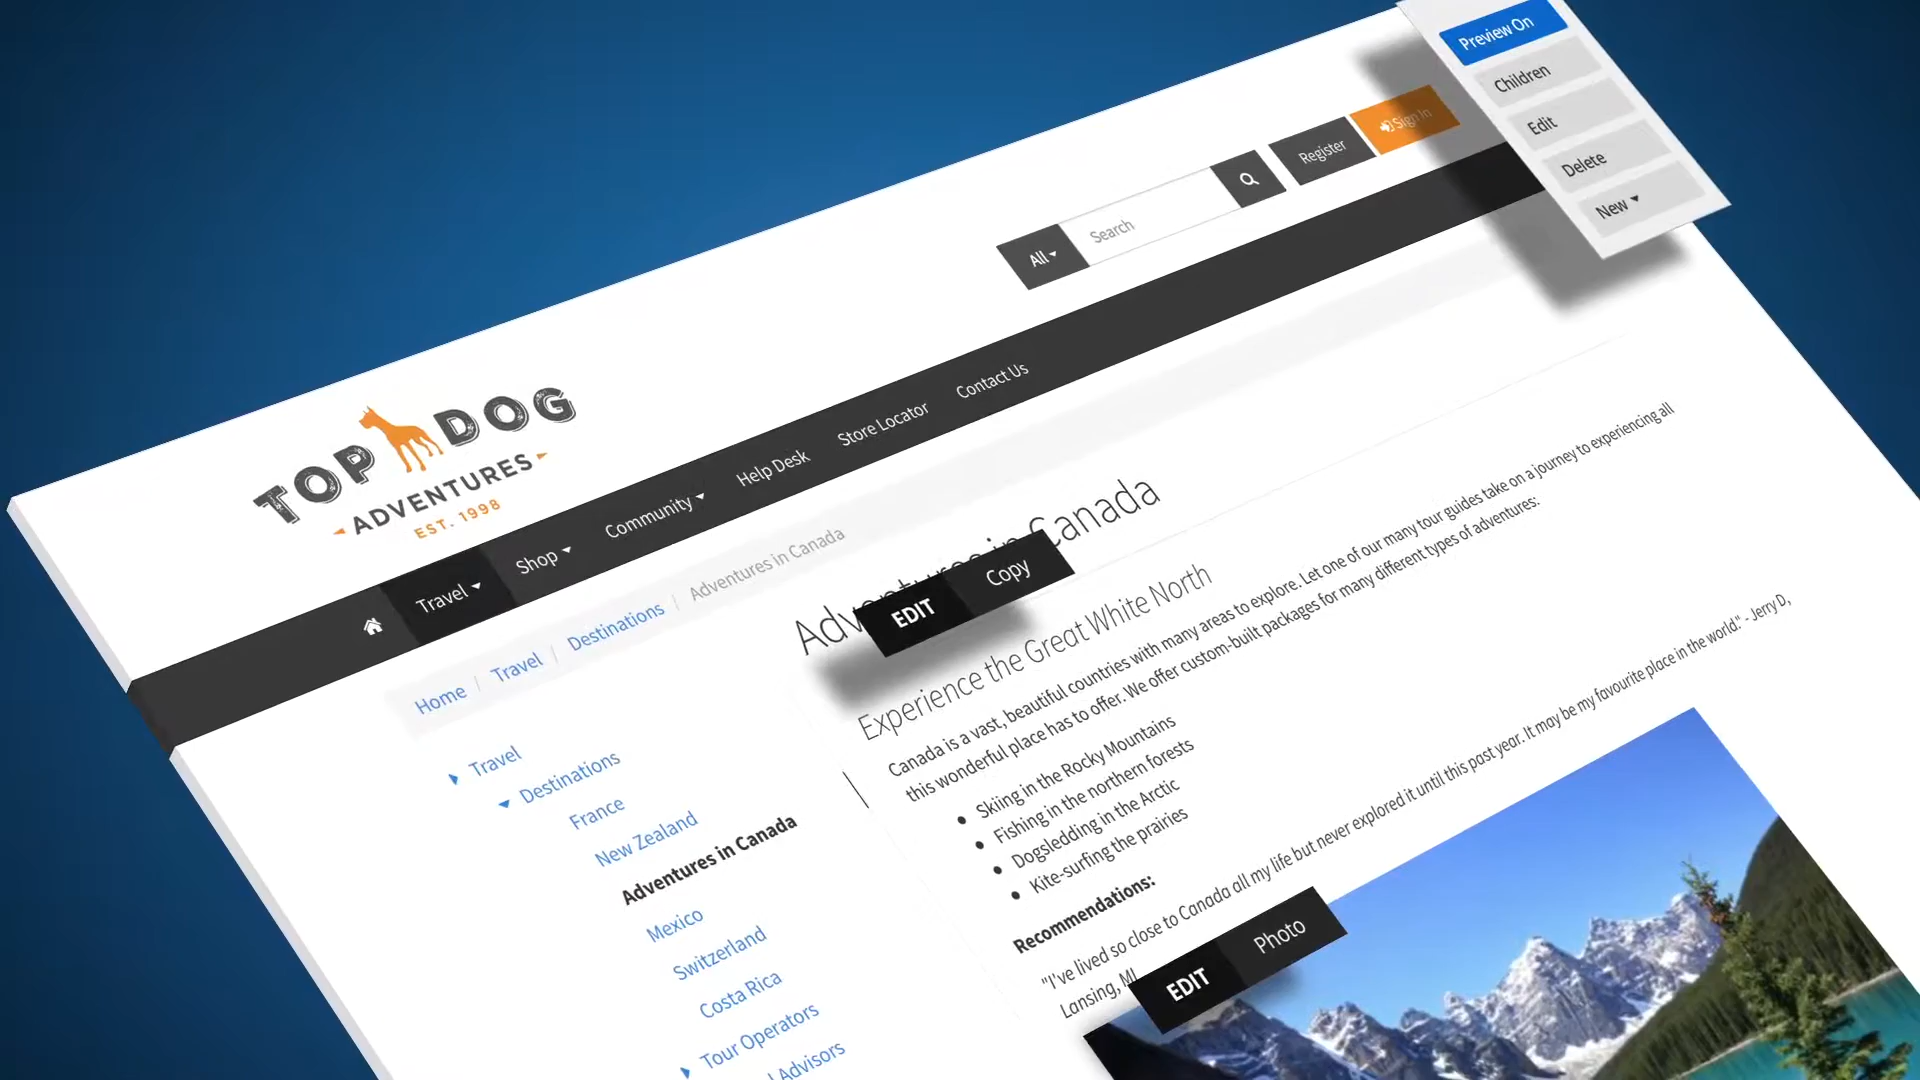 Preview On
Children
Edit
Delete
New
Sign In
Register
All
Search
TOP DOG
ADVENTURES
EST. 1998
Travel
Shop
Community
Help Desk
Store Locator
Contact Us
Home / Travel / Destinations / Adventures in Canada
Travel
Destinations
France
New Zealand
Adventures in Canada
Mexico
Switzerland
Costa Rica
Tour Operators
Advisors
Adventures in Canada
EDIT Copy
Experience the Great White North
Canada is a vast, beautiful countries with many areas to explore. Let one of our many tour guides take on a journey to experiencing all
this wonderful place has to offer. We offer custom-built packages for many different types of adventures:
Skiing in the Rocky Mountains
Fishing in the northern forests
Dogsledding in the Arctic
Kite-surfing the prairies
Recommendations:
"I've lived so close to Canada all my life but never explored it until this past year. It may be my favourite place in the world." - Jerry D,
Lansing, MI
EDIT Photo